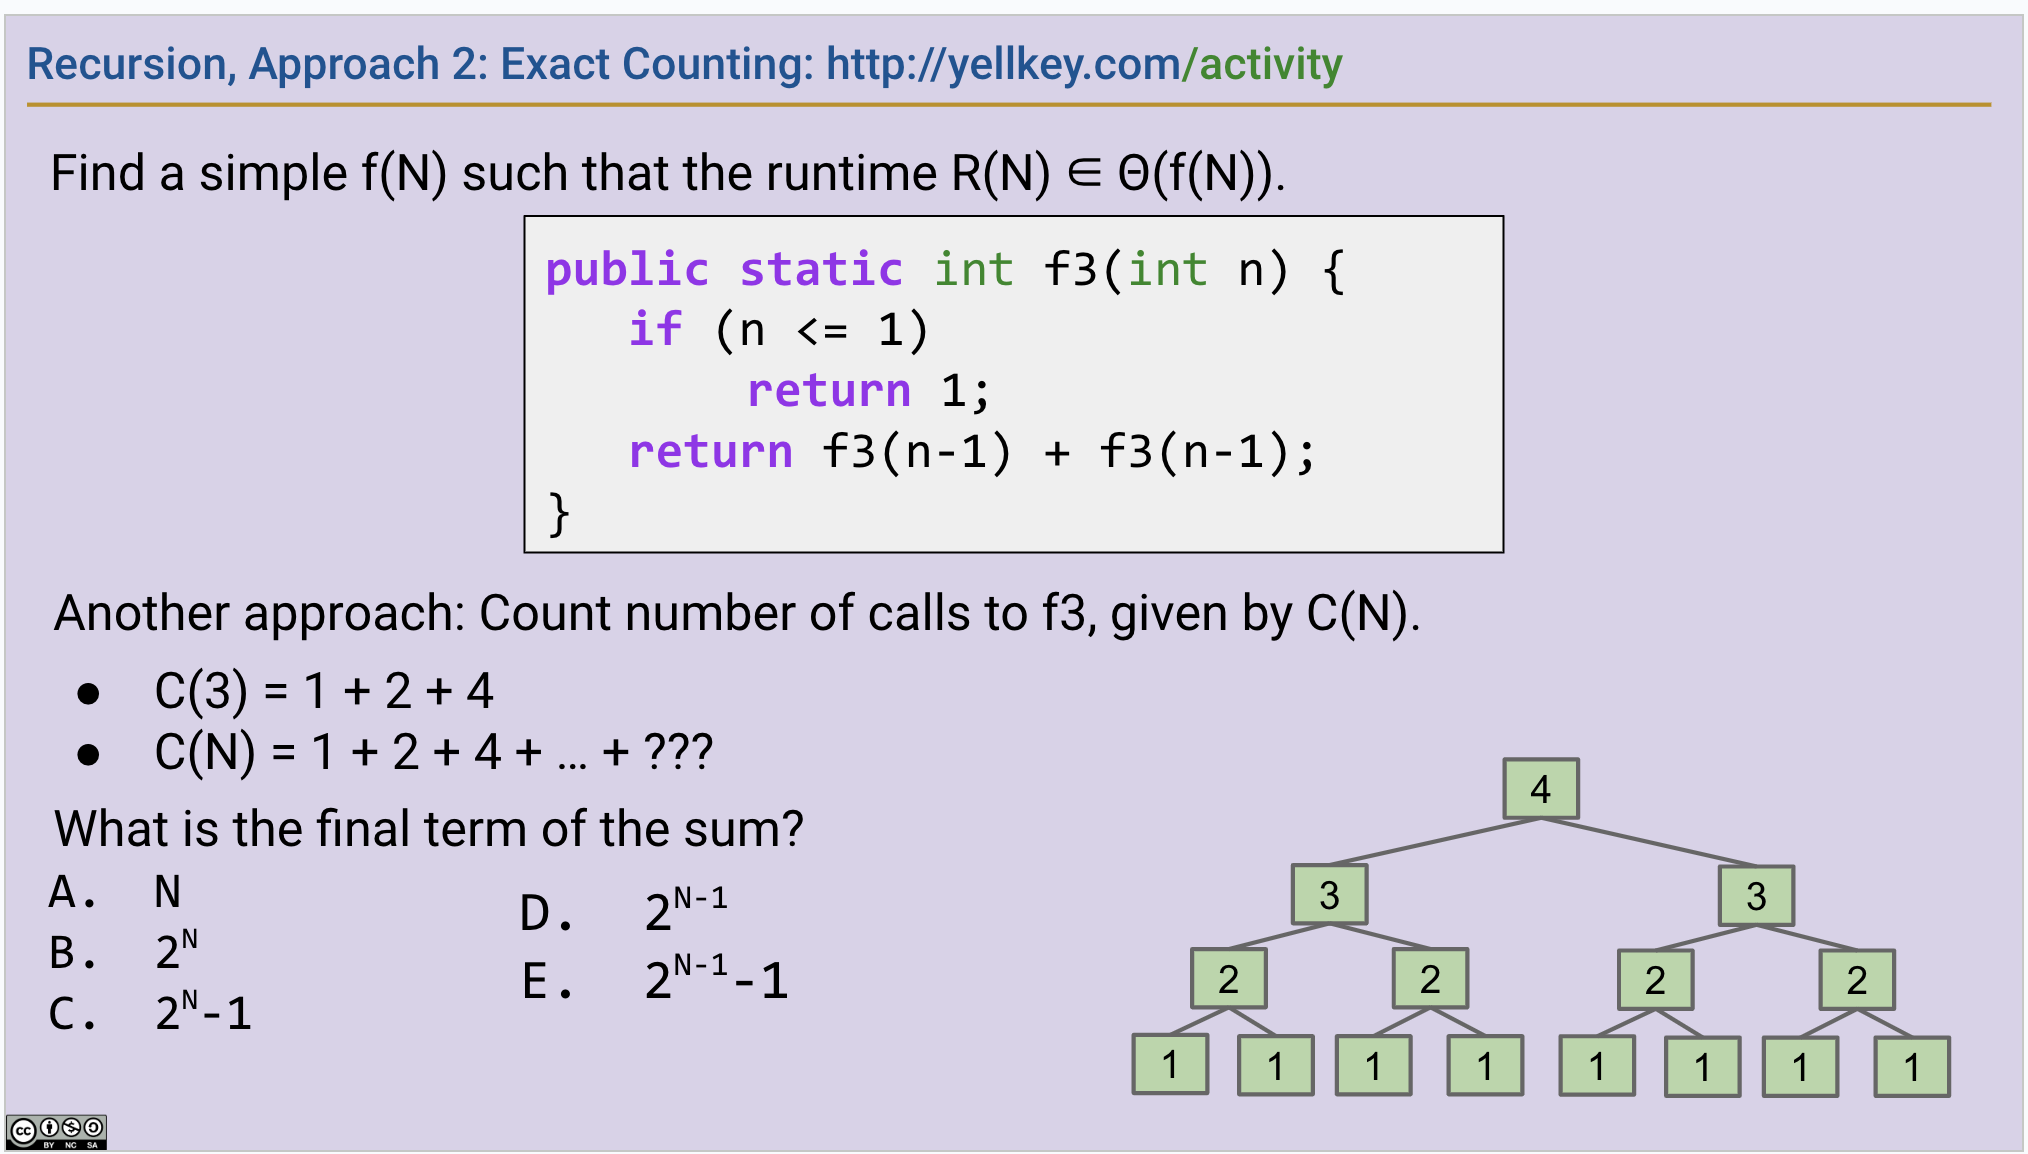 Recursion, Approach 2: Exact Counting: http://yellkey.com/activity
Find a simple f(N) such that the runtime R(N) ∈ Θ(f(N)).
public static int f3(int n) {
if (n <= 1)
return 1;
return f3(n-1) + f3(n-1);
}
Another approach: Count number of calls to f3, given by C(N).
● C(3) = 1 + 2 + 4
● C(N) = 1 + 2 + 4 + … + ???
What is the final term of the sum?
A. N
B. 2^N
C. 2^N-1
D. 2^{N-1}
E. 2^{N-1}-1
4
3 3
2 2 2 2
1 1 1 1 1 1 1 1
cc BY NC SA